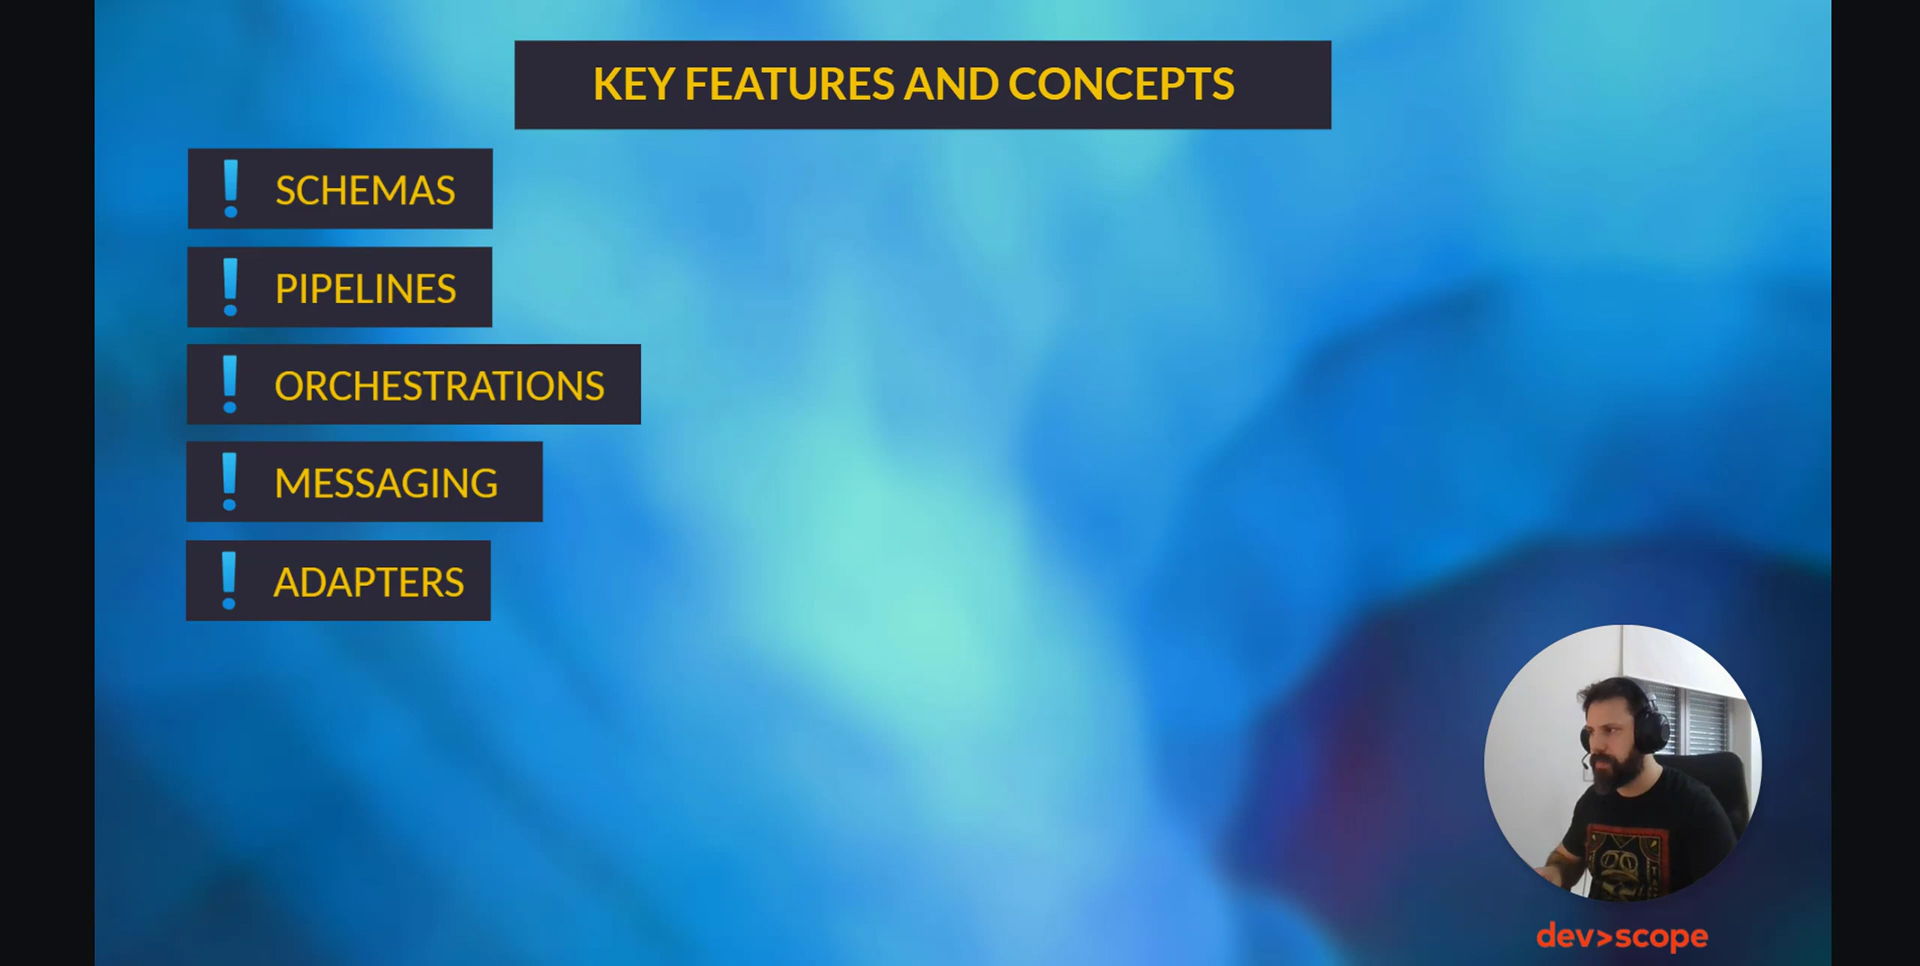 KEY FEATURES AND CONCEPTS
SCHEMAS
PIPELINES
ORCHESTRATIONS
MESSAGING
ADAPTERS
dev>scope